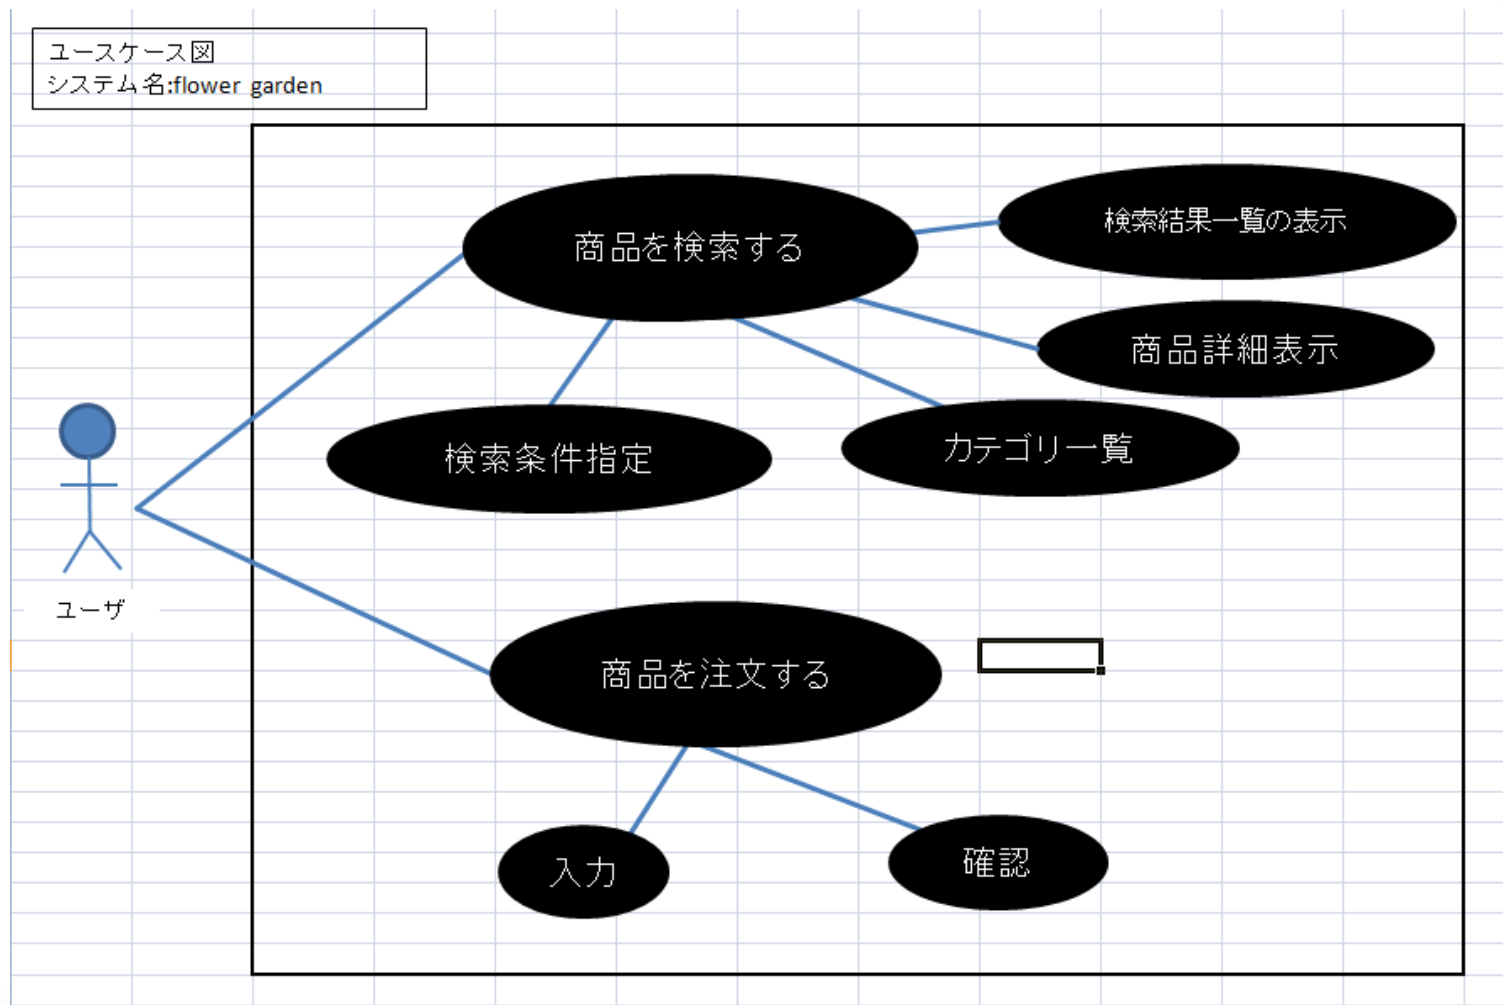 ユースケース図
システム名:flower garden
商品を検索する
検索結果一覧の表示
商品詳細表示
検索条件指定
カテゴリ一覧
ユーザ
商品を注文する
入力
確認